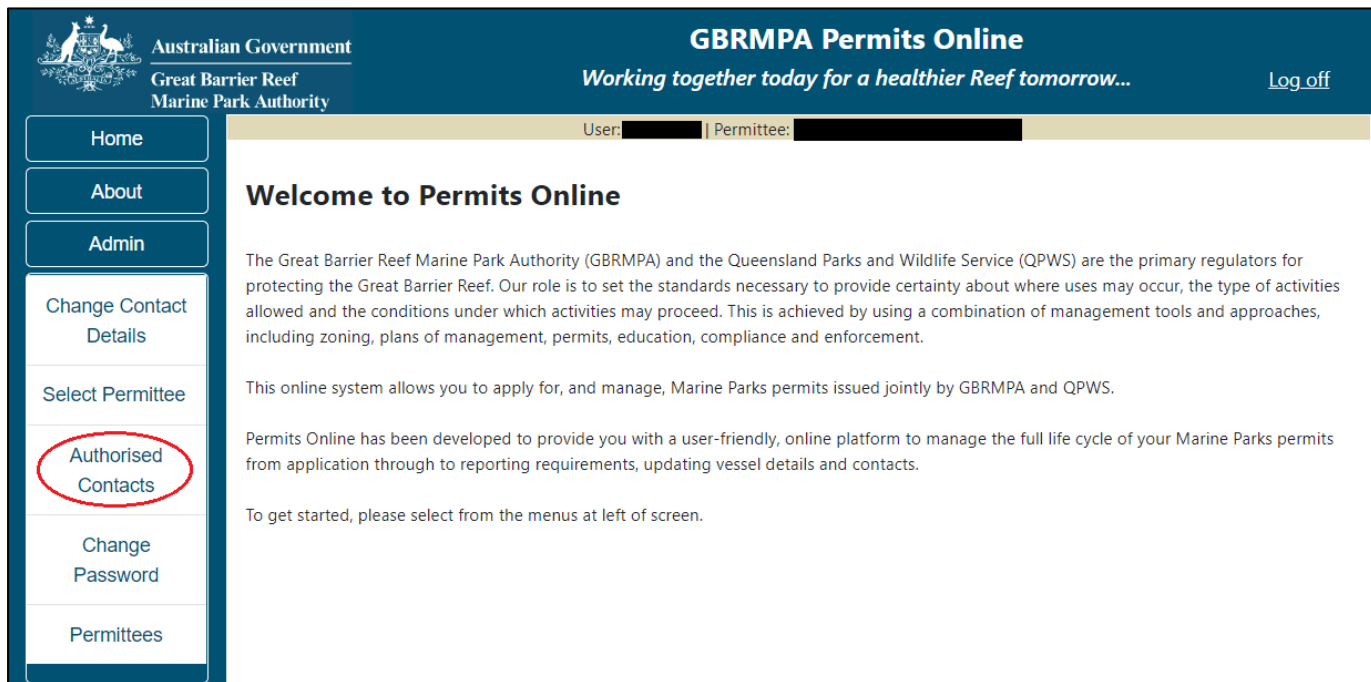 Australian Government
Great Barrier Reef
Marine Park Authority
GBRMPA Permits Online
Working together today for a healthier Reef tomorrow...
Log off
User: | Permittee:
Home
About
Admin
Change Contact
Details
Select Permittee
Authorised
Contacts
Change
Password
Permittees
Welcome to Permits Online
The Great Barrier Reef Marine Park Authority (GBRMPA) and the Queensland Parks and Wildlife Service (QPWS) are the primary regulators for
protecting the Great Barrier Reef. Our role is to set the standards necessary to provide certainty about where uses may occur, the type of activities
allowed and the conditions under which activities may proceed. This is achieved by using a combination of management tools and approaches,
including zoning, plans of management, permits, education, compliance and enforcement.
This online system allows you to apply for, and manage, Marine Parks permits issued jointly by GBRMPA and QPWS.
Permits Online has been developed to provide you with a user-friendly, online platform to manage the full life cycle of your Marine Parks permits
from application through to reporting requirements, updating vessel details and contacts.
To get started, please select from the menus at left of screen.